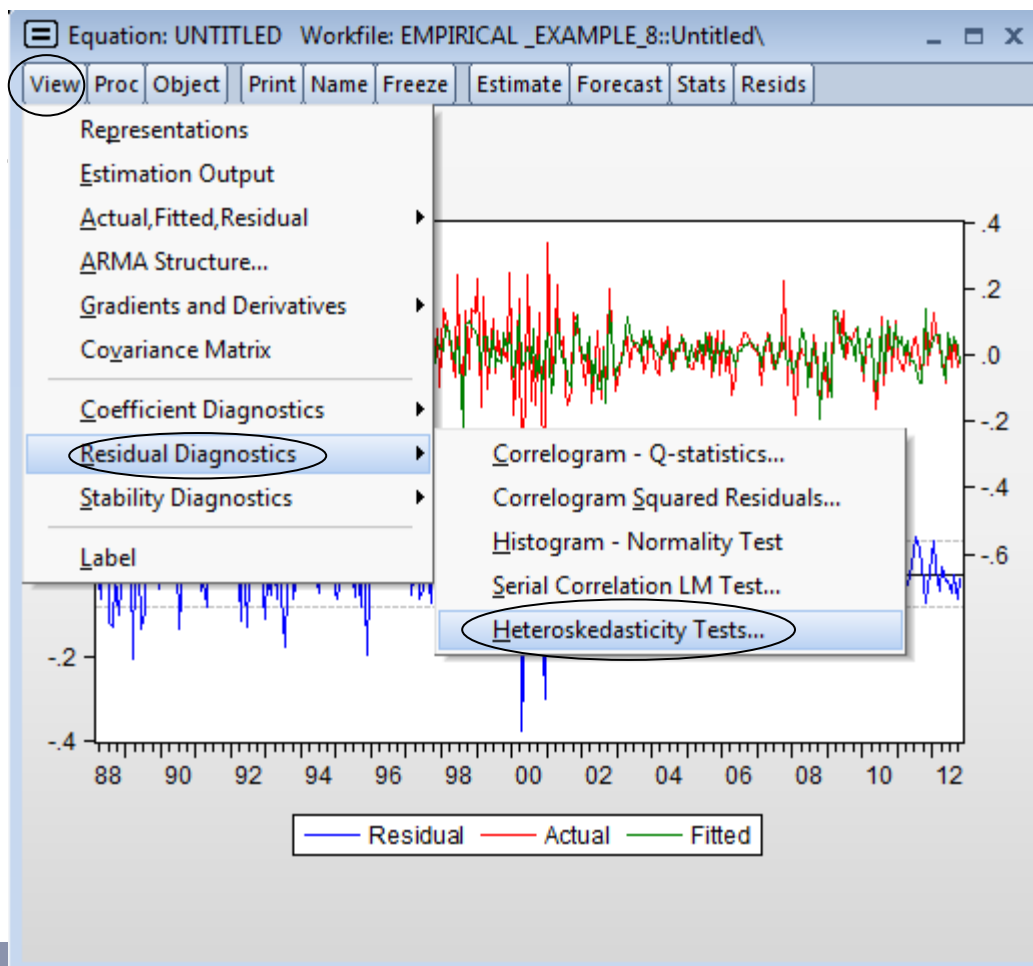 Equation: UNTITLED Workfile: EMPIRICAL _EXAMPLE_8::Untitled\
View Proc Object Print Name Freeze Estimate Forecast Stats Resids
Representations
Estimation Output
Actual,Fitted,Residual
ARMA Structure...
Gradients and Derivatives
Covariance Matrix
Coefficient Diagnostics
Residual Diagnostics
Stability Diagnostics
Label
Correlogram - Q-statistics...
Correlogram Squared Residuals...
Histogram - Normality Test
Serial Correlation LM Test...
Heteroskedasticity Tests...
.4
.2
.0
-.2
-.4
-.6
-.2
-.4
88 90 92 94 96 98 00 02 04 06 08 10 12
Residual Actual Fitted